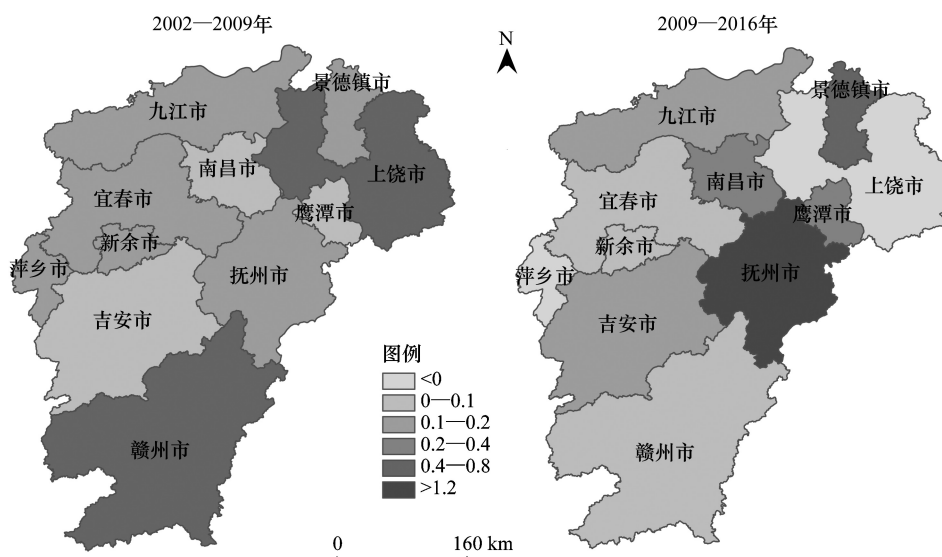 2002—2009年
2009—2016年
N
景德镇市
九江市
南昌市
上饶市
宜春市
鹰潭市
新余市
萍乡市
抚州市
吉安市
赣州市
景德镇市
九江市
南昌市
上饶市
宜春市
鹰潭市
新余市
萍乡市
抚州市
吉安市
赣州市
图例
<0
0—0.1
0.1—0.2
0.2—0.4
0.4—0.8
>1.2
0 160 km